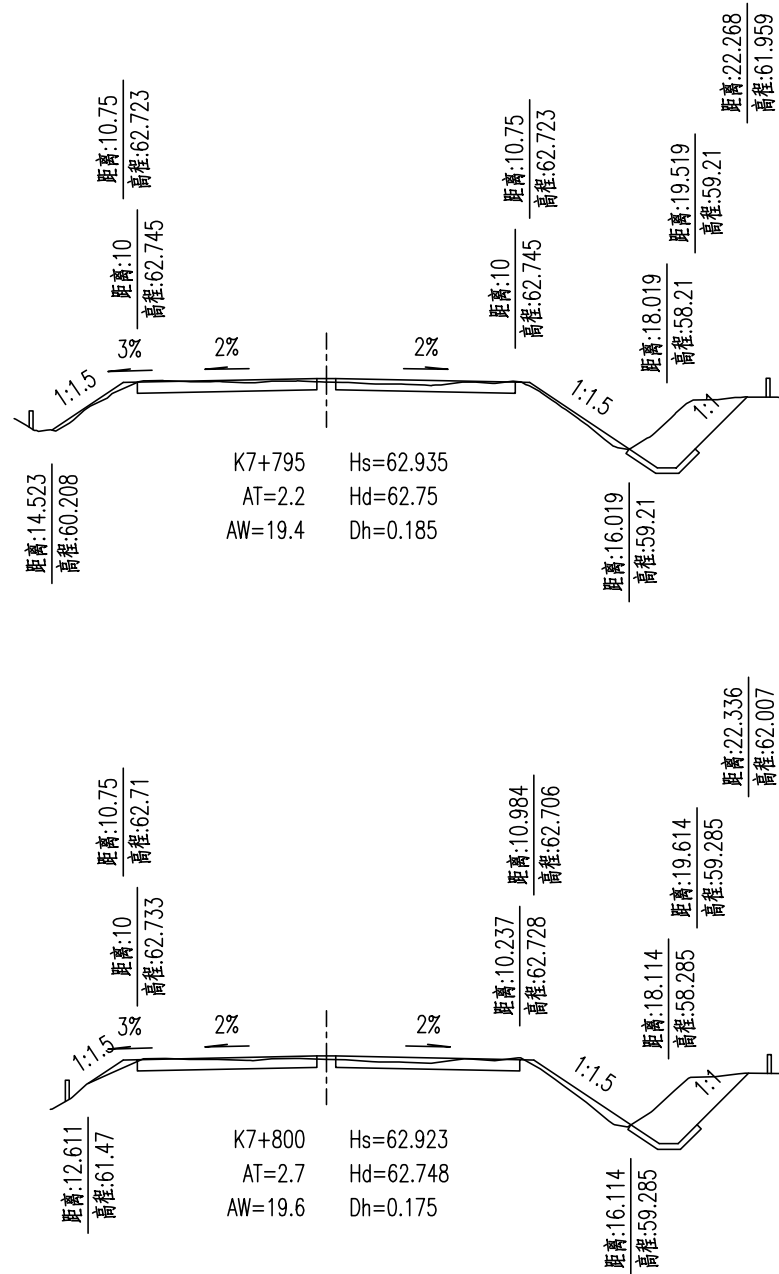 距离:22.268
高程:61.959
距离:10.75
高程:62.723
距离:10.75
高程:62.723
距离:19.519
高程:59.21
距离:10
高程:62.745
距离:10
高程:62.745
距离:18.019
高程:58.21
3%
2%
2%
1:1.5
1:1.5
1:1
K7+795 Hs=62.935
AT=2.2 Hd=62.75
AW=19.4 Dh=0.185
距离:14.523
高程:60.208
距离:16.019
高程:59.21
距离:22.336
高程:62.007
距离:10.75
高程:62.71
距离:10.984
高程:62.706
距离:19.614
高程:59.285
距离:10
高程:62.733
距离:10.237
高程:62.728
距离:18.114
高程:58.285
3%
2%
2%
1:1.5
1:1.5
1:1
K7+800 Hs=62.923
AT=2.7 Hd=62.748
AW=19.6 Dh=0.175
距离:12.611
高程:61.47
距离:16.114
高程:59.285